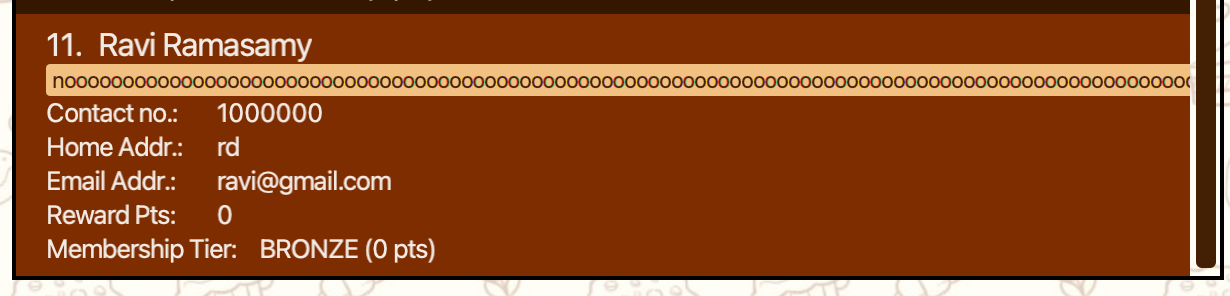 11. Ravi Ramasamy
Contact no.: 1000000
Home Addr.: rd
Email Addr.: ravi@gmail.com
Reward Pts: 0
Membership Tier: BRONZE (0 pts)